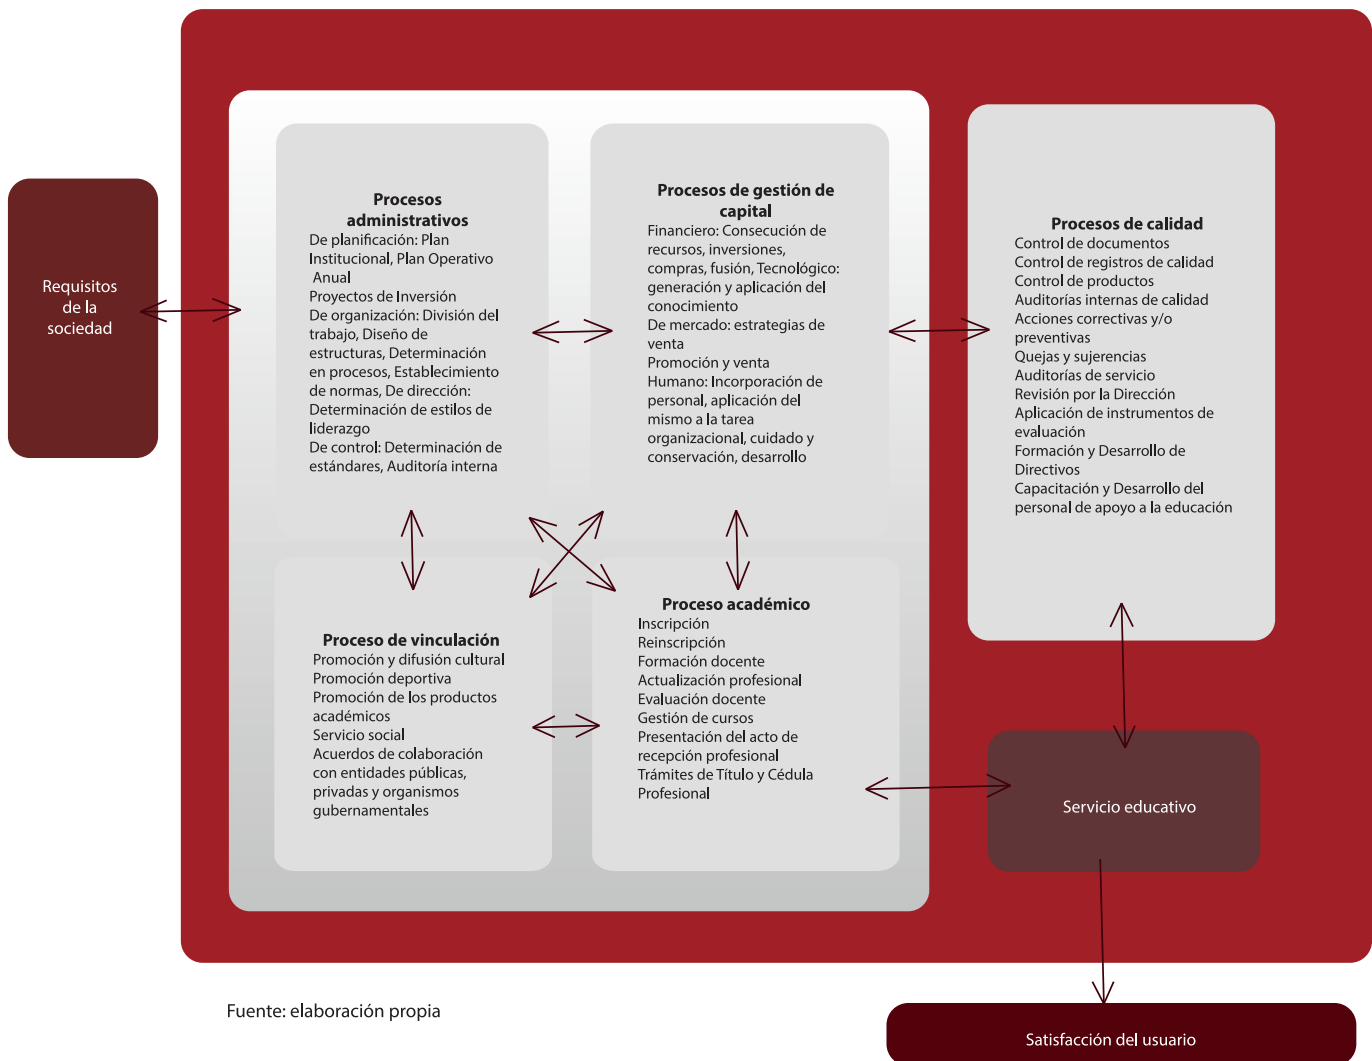 Requisitos
de la
sociedad
Procesos
administrativos
De planificación: Plan
Institucional, Plan Operativo
Anual
Proyectos de Inversión
De organización: División del
trabajo, Diseño de
estructuras, Determinación
en procesos, Establecimiento
de normas, De dirección:
Determinación de estilos de
liderazgo
De control: Determinación de
estándares, Auditoría interna
Procesos de gestión de
capital
Financiero: Consecución de
recursos, inversiones,
compras, fusión, Tecnológico:
generación y aplicación del
conocimiento
De mercado: estrategias de
venta
Promoción y venta
Humano: Incorporación de
personal, aplicación del
mismo a la tarea
organizacional, cuidado y
conservación, desarrollo
Procesos de calidad
Control de documentos
Control de registros de calidad
Control de productos
Auditorías internas de calidad
Acciones correctivas y/o
preventivas
Quejas y sujerencias
Auditorías de servicio
Revisión por la Dirección
Aplicación de instrumentos de
evaluación
Formación y Desarrollo de
Directivos
Capacitación y Desarrollo del
personal de apoyo a la educación
Proceso de vinculación
Promoción y difusión cultural
Promoción deportiva
Promoción de los productos
académicos
Servicio social
Acuerdos de colaboración
con entidades públicas,
privadas y organismos
gubernamentales
Proceso académico
Inscripción
Reinscripción
Formación docente
Actualización profesional
Evaluación docente
Gestión de cursos
Presentación del acto de
recepción profesional
Trámites de Título y Cédula
Profesional
Servicio educativo
Fuente: elaboración propia
Satisfacción del usuario